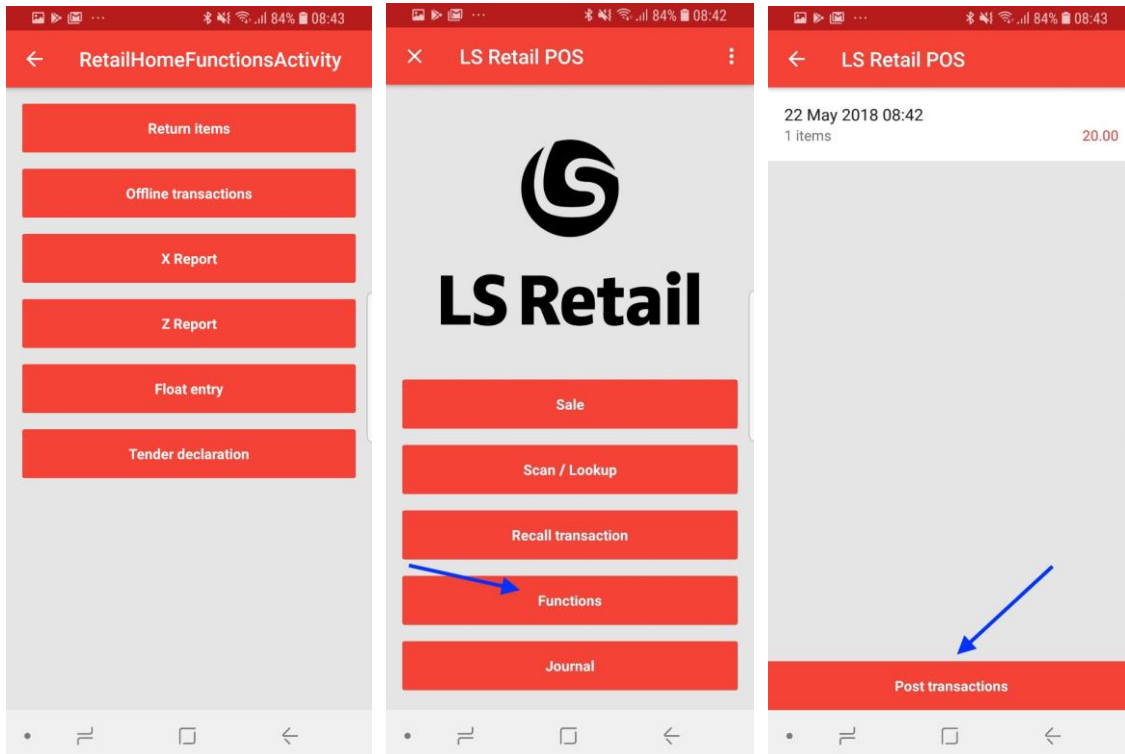 84% 08:43
RetailHomeFunctionsActivity
Return items
Offline transactions
X Report
Z Report
Float entry
Tender declaration
84% 08:42
LS Retail POS
LS Retail
Sale
Scan / Lookup
Recall transaction
Functions
Journal
84% 08:43
LS Retail POS
22 May 2018 08:42
1 items 20.00
Post transactions